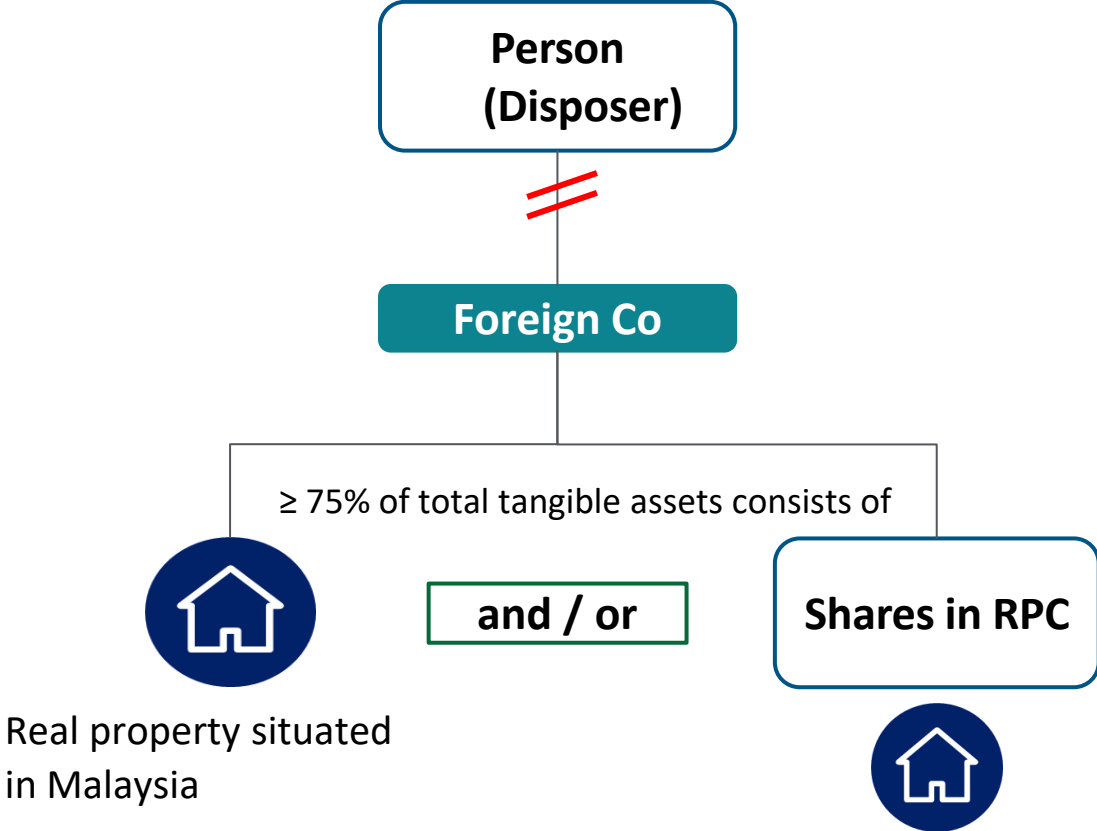 Person
(Disposer)
Foreign Co
≥ 75% of total tangible assets consists of
and / or
Shares in RPC
Real property situated
in Malaysia